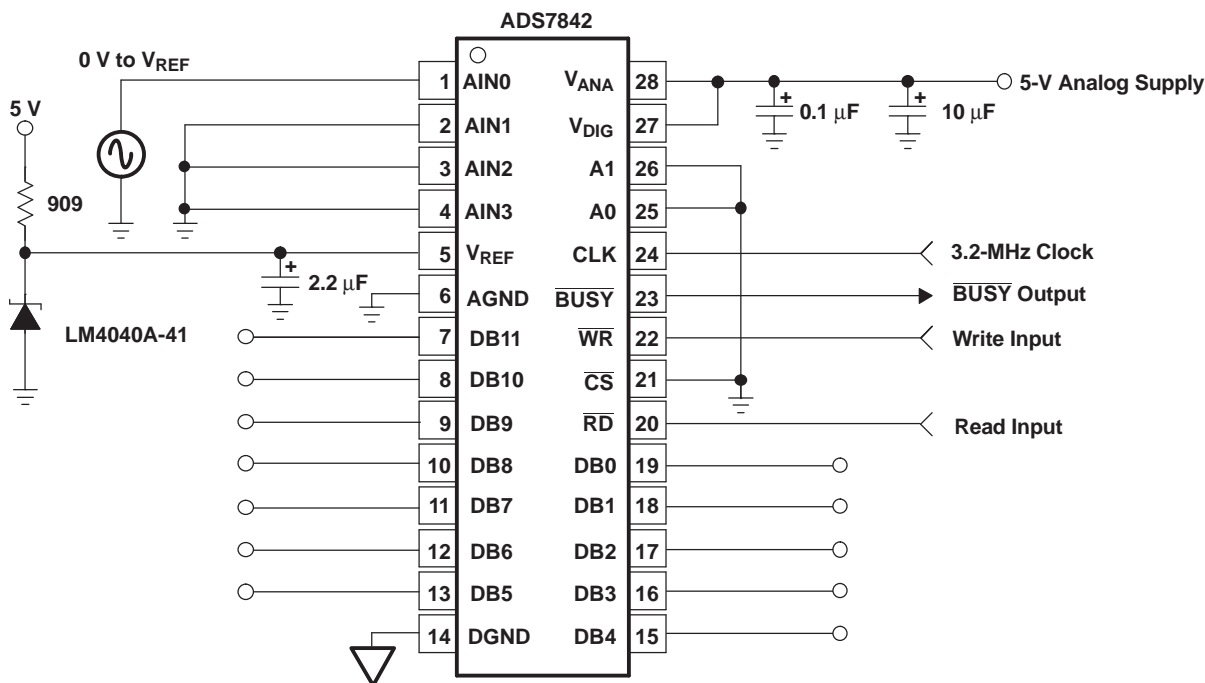 ADS7842
0 V to VREF
5 V
909
LM4040A-41
2.2 μF
1 AIN0
2 AIN1
3 AIN2
4 AIN3
5 VREF
6 AGND
7 DB11
8 DB10
9 DB9
10 DB8
11 DB7
12 DB6
13 DB5
14 DGND
VANA 28
VDIG 27
A1 26
A0 25
CLK 24
BUSY 23
WR 22
CS 21
RD 20
DB0 19
DB1 18
DB2 17
DB3 16
DB4 15
+ 0.1 μF
+ 10 μF
+
5-V Analog Supply
3.2-MHz Clock
BUSY Output
Write Input
Read Input